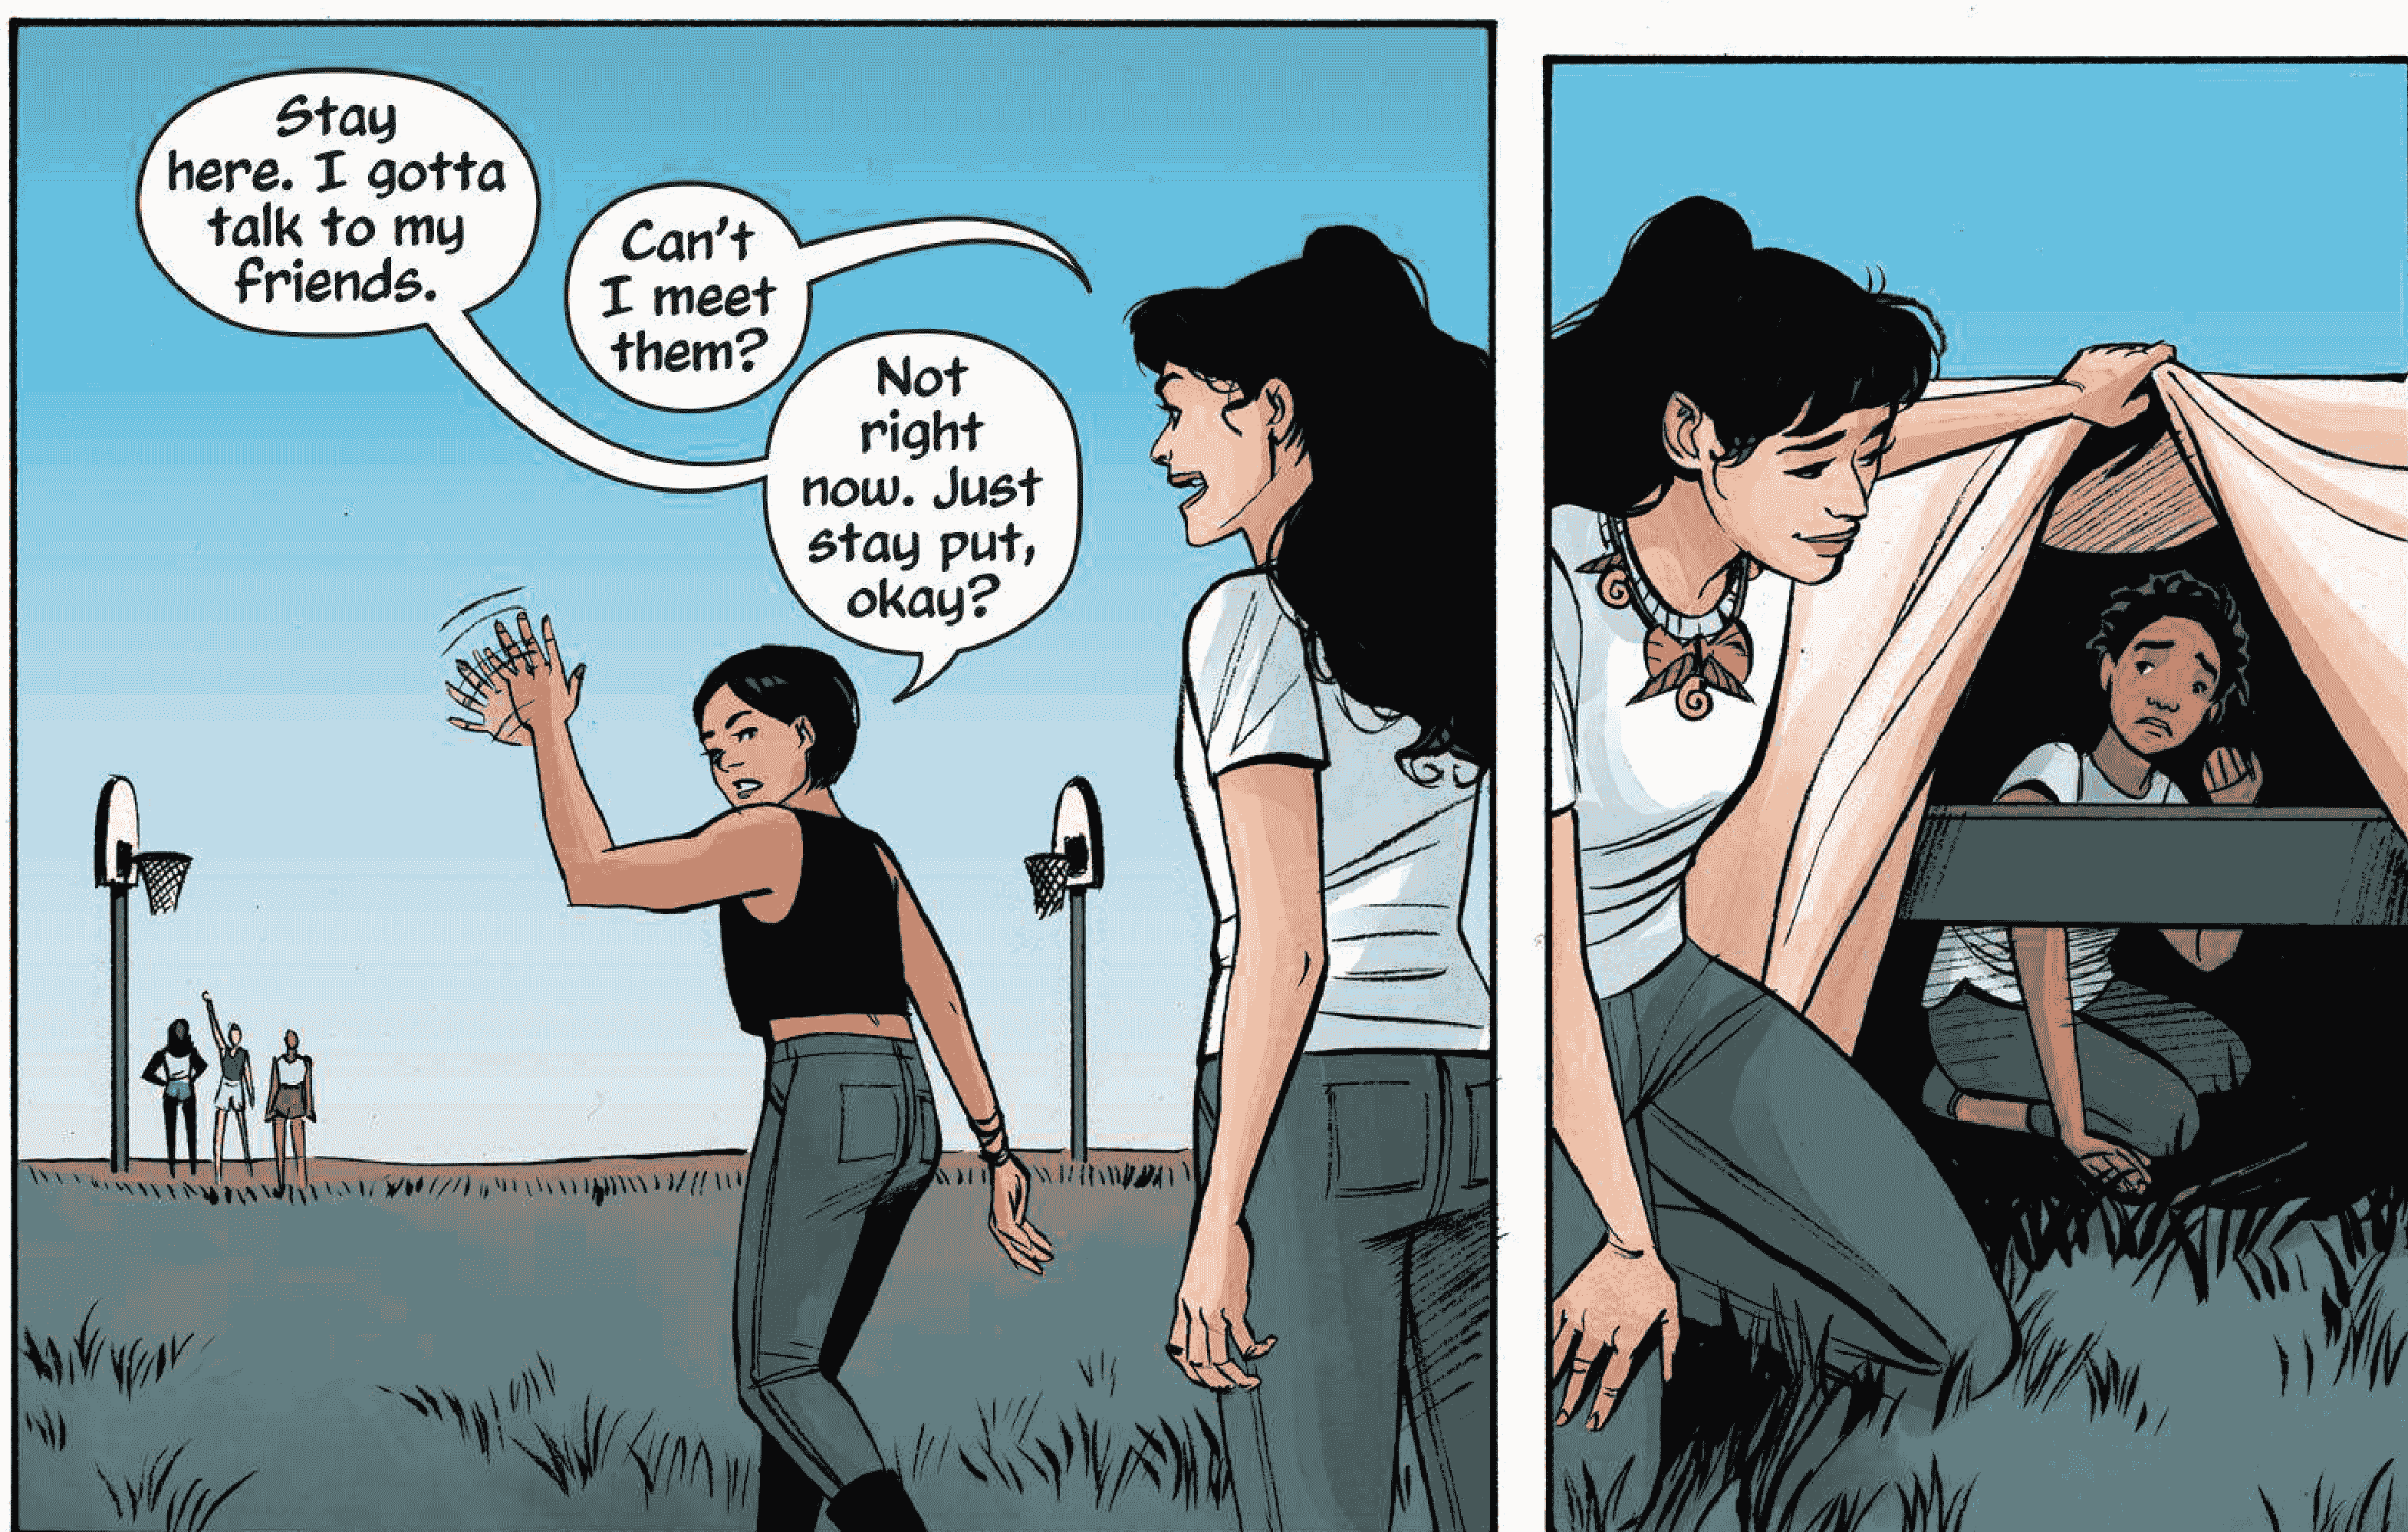 Stay
here. I gotta
talk to my
friends.
Can't
I meet
them?
Not
right
now. Just
stay put,
okay?